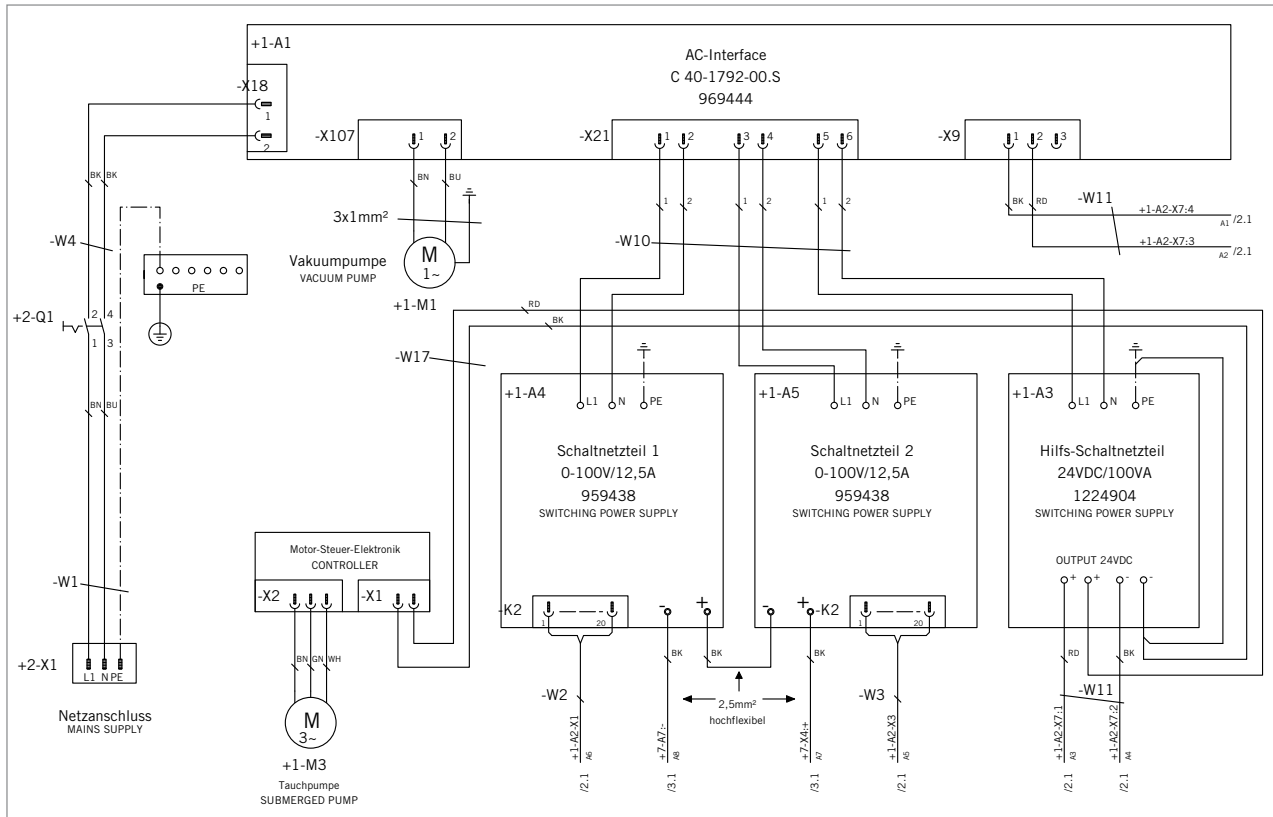 +1-A1
AC-Interface
C 40-1792-00.S
969444
-X18
1
2
-X107
1
2
-X21
1
2
3
4
5
6
-X9
1
2
3
BK
BK
BN
BU
1
2
1
2
1
2
BK
RD
-W11
+1-A2-X7:4
A1
/2.1
+1-A2-X7:3
A2
/2.1
3x1mm²
-W4
-W10
PE
Vakuumpumpe
VACUUM PUMP
M
1~
+1-M1
+2-Q1
2
4
1
3
RD
BK
-W17
+1-A4
L1
N
PE
+1-A5
L1
N
PE
+1-A3
L1
N
PE
BN
BU
Schaltnetzteil 1
0-100V/12,5A
959438
SWITCHING POWER SUPPLY
Schaltnetzteil 2
0-100V/12,5A
959438
SWITCHING POWER SUPPLY
Hilfs-Schaltnetzteil
24VDC/100VA
1224904
SWITCHING POWER SUPPLY
OUTPUT 24VDC
+
+
-
-
Motor-Steuer-Elektronik
CONTROLLER
-X2
-X1
-W1
-K2
1
20
-
+
-
+
-K2
1
20
+2-X1
L1
N
PE
Netzanschluss
MAINS SUPPLY
BN
GN
WH
M
3~
+1-M3
Tauchpumpe
SUBMERGED PUMP
BK
BK
BK
RD
BK
-W2
2,5mm²
hochflexibel
-W3
-W11
+1-A2-X1
A6
/2.1
+7-A7:-
A8
/3.1
+7-X4:+
A7
/3.1
+1-A2-X3
A5
/2.1
+1-A2-X7:1
A3
/2.1
+1-A2-X7:2
A4
/2.1